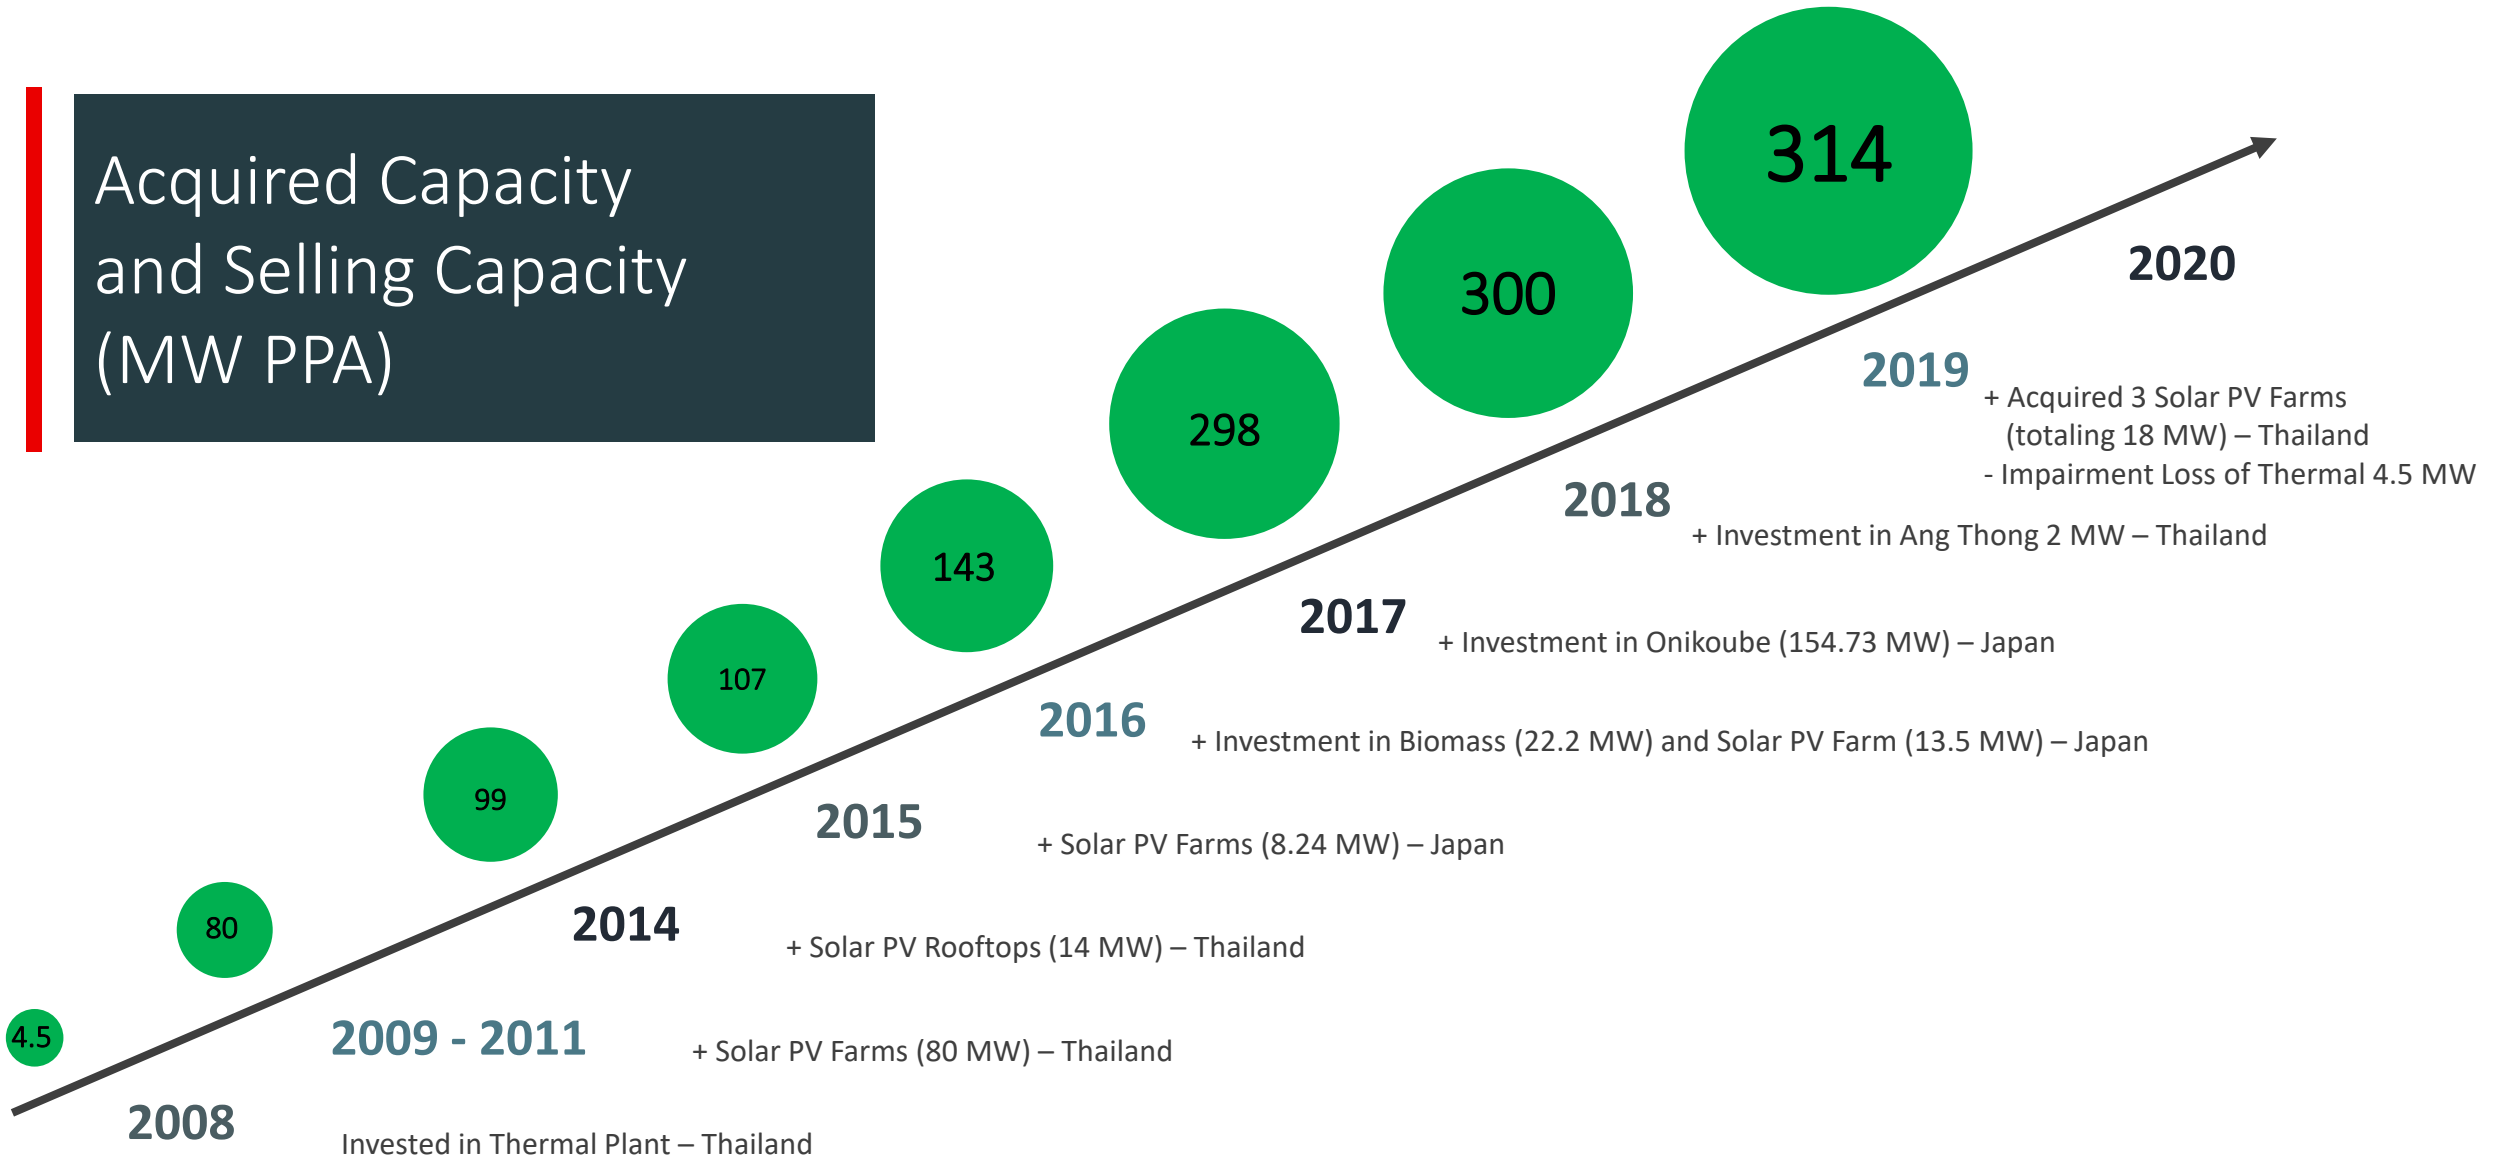 Acquired Capacity
and Selling Capacity
(MW PPA)
314
300
298
143
107
99
80
4.5
2020
2019
+ Acquired 3 Solar PV Farms
(totaling 18 MW) – Thailand
- Impairment Loss of Thermal 4.5 MW
2018
+ Investment in Ang Thong 2 MW – Thailand
2017
+ Investment in Onikoube (154.73 MW) – Japan
2016
+ Investment in Biomass (22.2 MW) and Solar PV Farm (13.5 MW) – Japan
2015
+ Solar PV Farms (8.24 MW) – Japan
2014
+ Solar PV Rooftops (14 MW) – Thailand
2009 - 2011
+ Solar PV Farms (80 MW) – Thailand
2008
Invested in Thermal Plant – Thailand